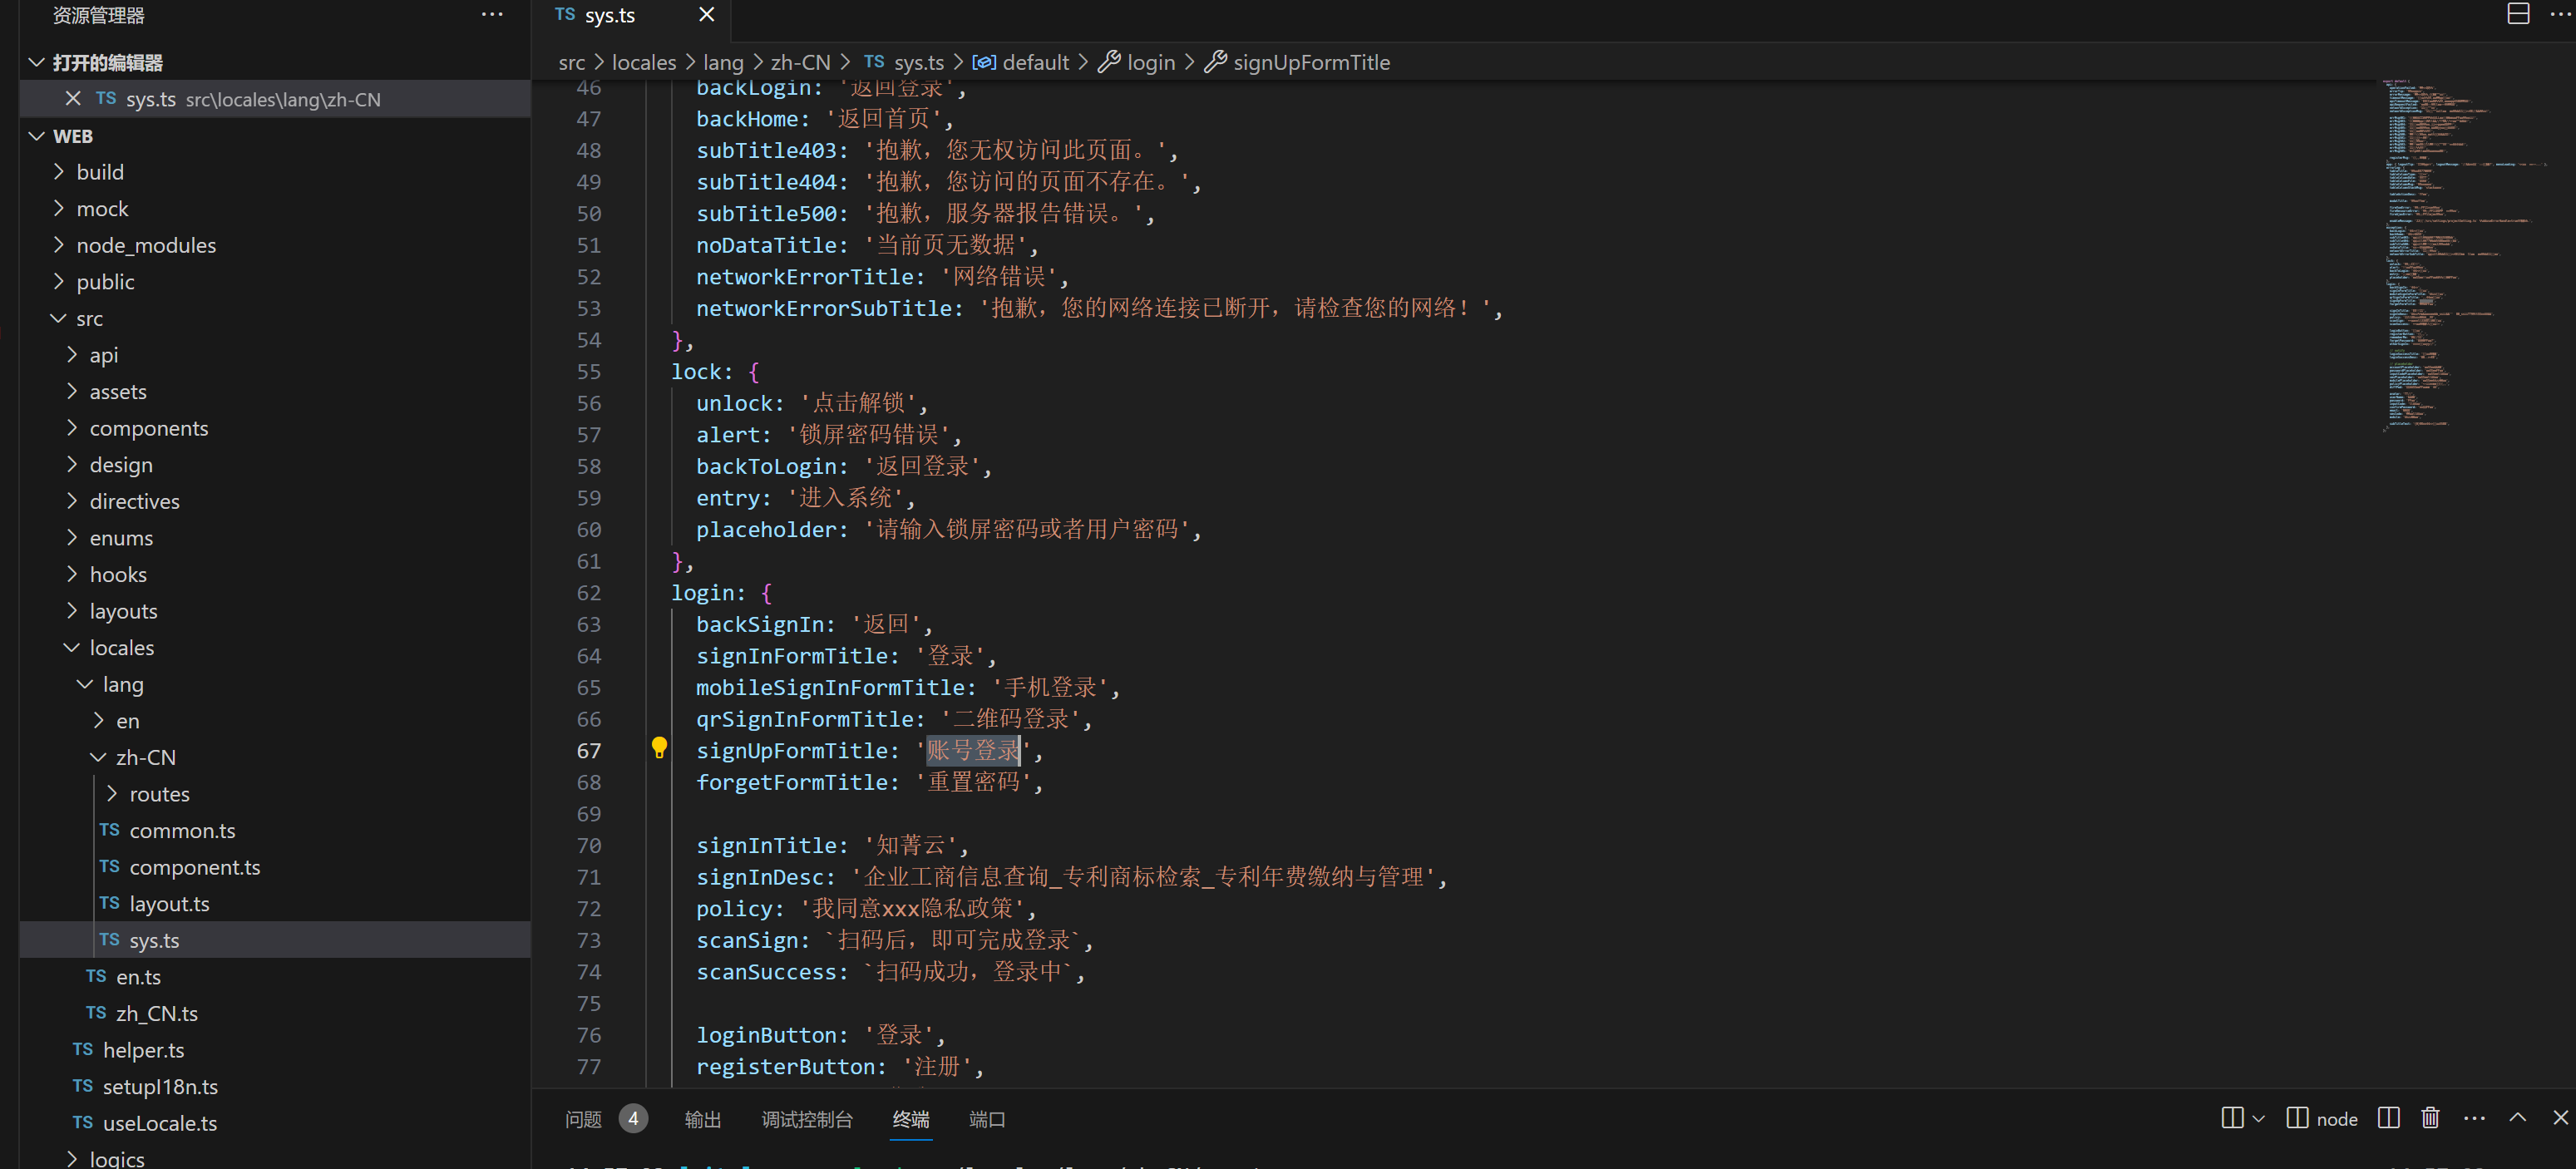 资源管理器
打开的编辑器
TS sys.ts src\locales\lang\zh-CN
WEB
build
mock
node_modules
public
src
api
assets
components
design
directives
enums
hooks
layouts
locales
lang
en
zh-CN
routes
TS common.ts
TS component.ts
TS layout.ts
TS sys.ts
TS en.ts
TS zh_CN.ts
TS helper.ts
TS setupI18n.ts
TS useLocale.ts
logics
TS sys.ts
src > locales > lang > zh-CN > TS sys.ts > default > login > signUpFormTitle
46 backLogin: '返回登录',
47 backHome: '返回首页',
48 subTitle403: '抱歉，您无权访问此页面。',
49 subTitle404: '抱歉，您访问的页面不存在。',
50 subTitle500: '抱歉，服务器报告错误。',
51 noDataTitle: '当前页无数据',
52 networkErrorTitle: '网络错误',
53 networkErrorSubTitle: '抱歉，您的网络连接已断开，请检查您的网络！',
54 },
55 lock: {
56 unlock: '点击解锁',
57 alert: '锁屏密码错误',
58 backToLogin: '返回登录',
59 entry: '进入系统',
60 placeholder: '请输入锁屏密码或者用户密码',
61 },
62 login: {
63 backSignIn: '返回',
64 signInFormTitle: '登录',
65 mobileSignInFormTitle: '手机登录',
66 qrSignInFormTitle: '二维码登录',
67 signUpFormTitle: '账号登录',
68 forgetFormTitle: '重置密码',
69
70 signInTitle: '知菁云',
71 signInDesc: '企业工商信息查询_专利商标检索_专利年费缴纳与管理',
72 policy: '我同意xxx隐私政策',
73 scanSign: `扫码后，即可完成登录`,
74 scanSuccess: `扫码成功，登录中`,
75
76 loginButton: '登录',
77 registerButton: '注册',
问题 4 输出 调试控制台 终端 端口
node